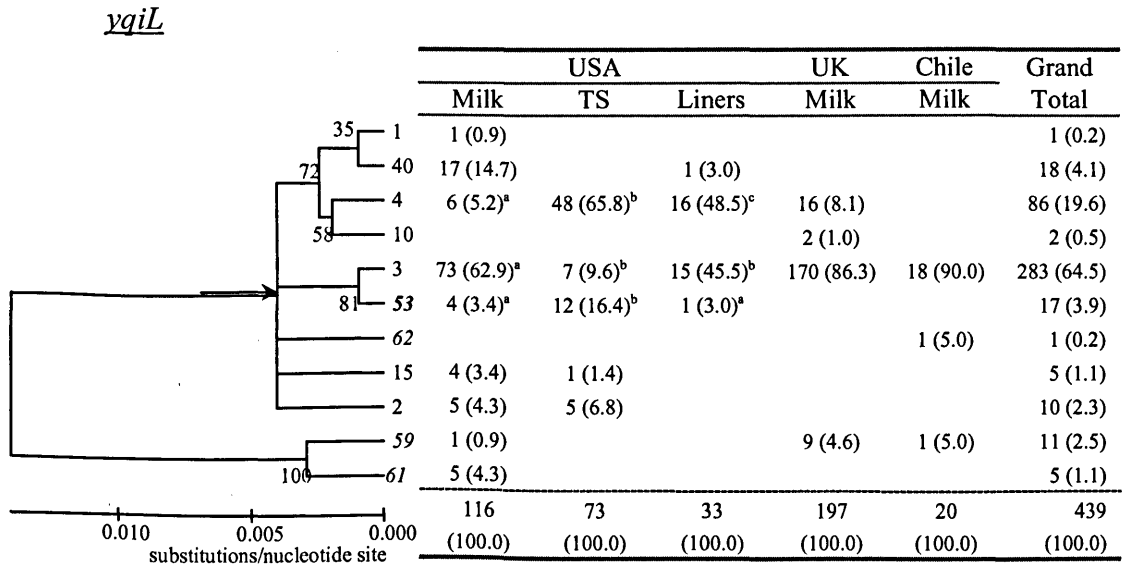 yqiL
USA UK Chile Grand
Milk TS Liners Milk Milk Total
35 1 1 (0.9) 1 (0.2)
40 17 (14.7) 1 (3.0) 18 (4.1)
72
4 6 (5.2)ᵃ 48 (65.8)ᵇ 16 (48.5)ᶜ 16 (8.1) 86 (19.6)
58 10 2 (1.0) 2 (0.5)
3 73 (62.9)ᵃ 7 (9.6)ᵇ 15 (45.5)ᵇ 170 (86.3) 18 (90.0) 283 (64.5)
81 53 4 (3.4)ᵃ 12 (16.4)ᵇ 1 (3.0)ᵃ 17 (3.9)
62 1 (5.0) 1 (0.2)
15 4 (3.4) 1 (1.4) 5 (1.1)
2 5 (4.3) 5 (6.8) 10 (2.3)
59 1 (0.9) 9 (4.6) 1 (5.0) 11 (2.5)
100 61 5 (4.3) 5 (1.1)
116 73 33 197 20 439
0.010 0.005 0.000
(100.0) (100.0) (100.0) (100.0) (100.0) (100.0)
substitutions/nucleotide site